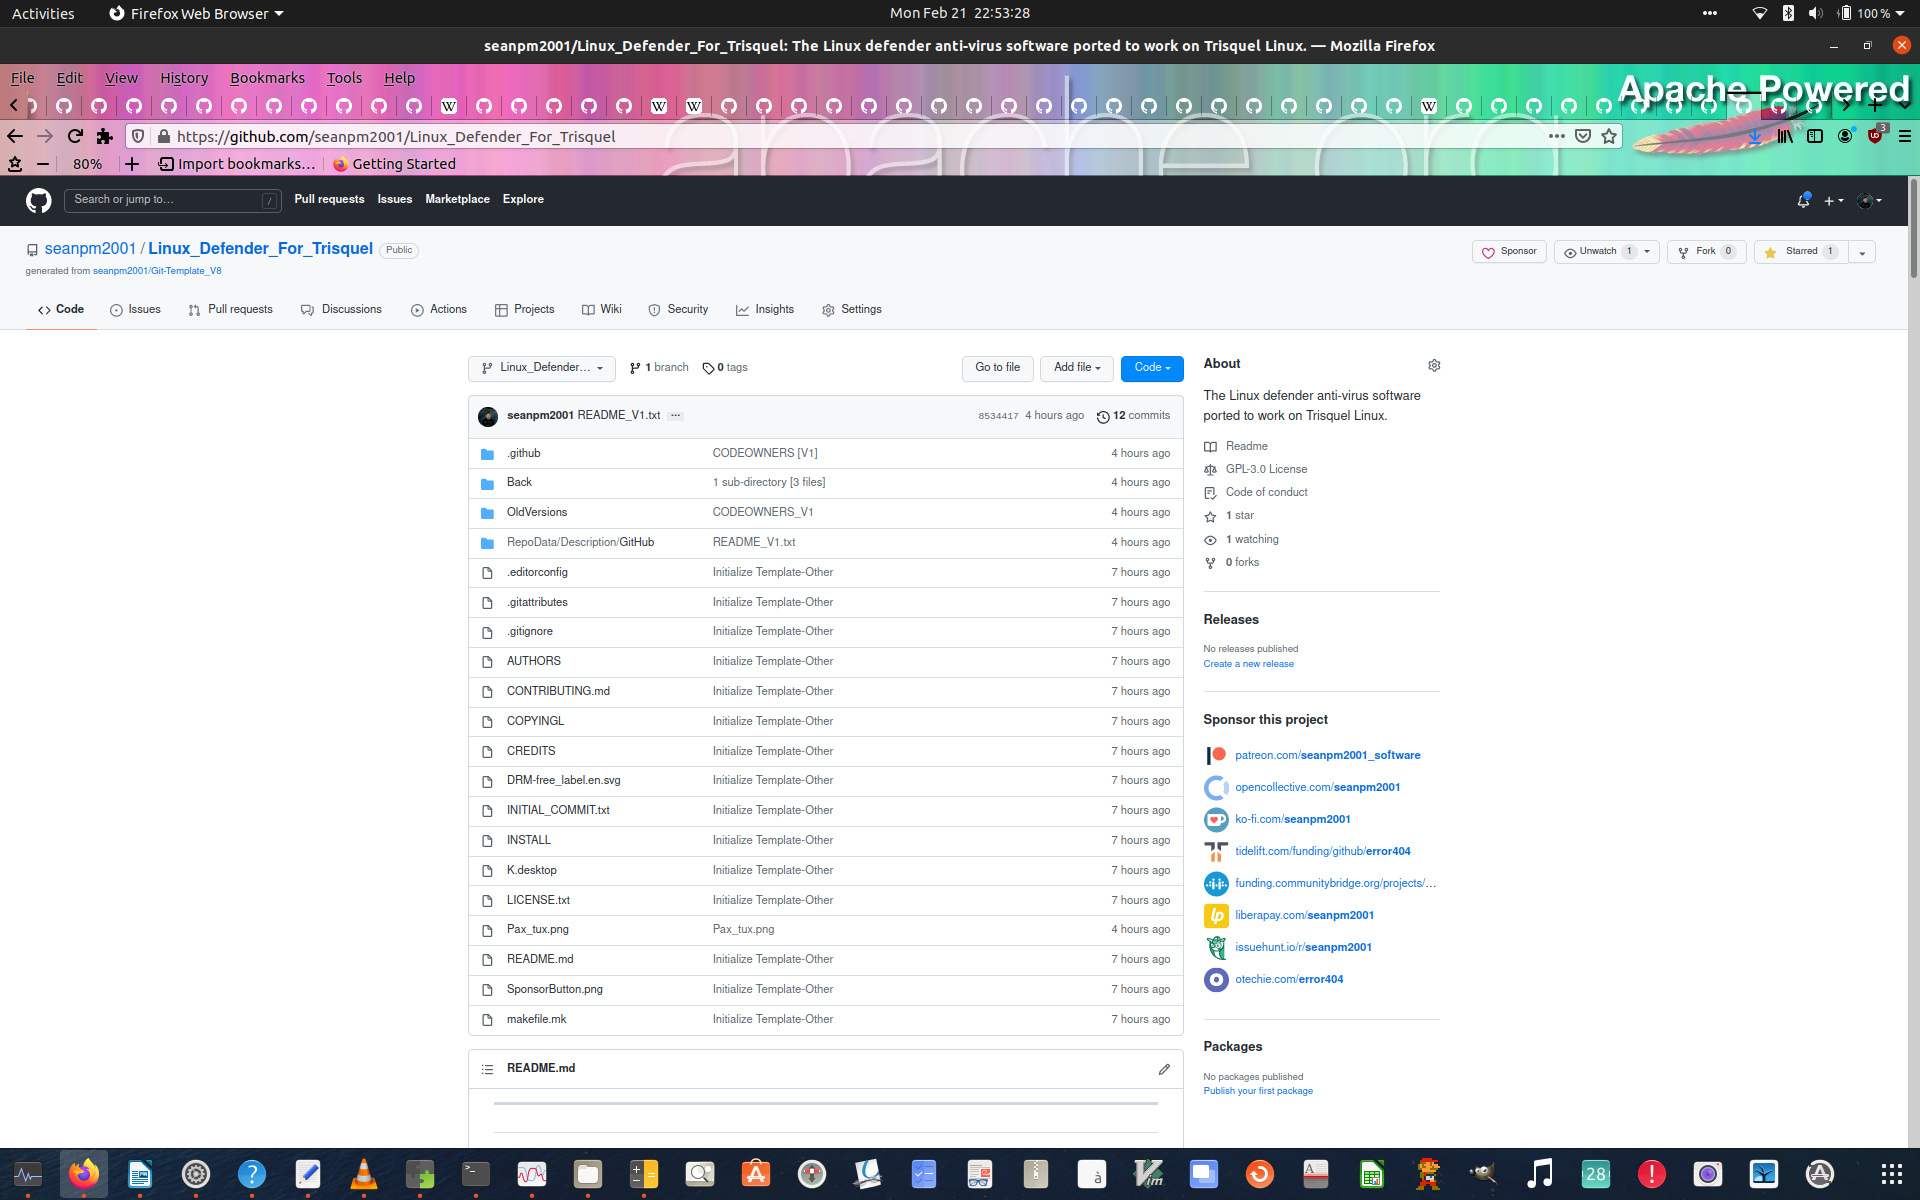 Activities Firefox Web Browser Mon Feb 21 22:53:28 100 %
seanpm2001/Linux_Defender_For_Trisquel: The Linux defender anti-virus software ported to work on Trisquel Linux. — Mozilla Firefox
File Edit View History Bookmarks Tools Help
Apache Powered
https://github.com/seanpm2001/Linux_Defender_For_Trisquel
3
80% Import bookmarks... Getting Started
apache.org
Search or jump to... / Pull requests Issues Marketplace Explore
seanpm2001 / Linux_Defender_For_Trisquel Public
Sponsor Unwatch 1 Fork 0 Starred 1
generated from seanpm2001/Git-Template_V8
Code Issues Pull requests Discussions Actions Projects Wiki Security Insights Settings
Linux_Defender... 1 branch 0 tags Go to file Add file Code
seanpm2001 README_V1.txt ... 8534417 4 hours ago 12 commits
.github CODEOWNERS [V1] 4 hours ago
Back 1 sub-directory [3 files] 4 hours ago
OldVersions CODEOWNERS_V1 4 hours ago
RepoData/Description/GitHub README_V1.txt 4 hours ago
.editorconfig Initialize Template-Other 7 hours ago
.gitattributes Initialize Template-Other 7 hours ago
.gitignore Initialize Template-Other 7 hours ago
AUTHORS Initialize Template-Other 7 hours ago
CONTRIBUTING.md Initialize Template-Other 7 hours ago
COPYINGL Initialize Template-Other 7 hours ago
CREDITS Initialize Template-Other 7 hours ago
DRM-free_label.en.svg Initialize Template-Other 7 hours ago
INITIAL_COMMIT.txt Initialize Template-Other 7 hours ago
INSTALL Initialize Template-Other 7 hours ago
K.desktop Initialize Template-Other 7 hours ago
LICENSE.txt Initialize Template-Other 7 hours ago
Pax_tux.png Pax_tux.png 4 hours ago
README.md Initialize Template-Other 7 hours ago
SponsorButton.png Initialize Template-Other 7 hours ago
makefile.mk Initialize Template-Other 7 hours ago
README.md
About
The Linux defender anti-virus software
ported to work on Trisquel Linux.
Readme
GPL-3.0 License
Code of conduct
1 star
1 watching
0 forks
Releases
No releases published
Create a new release
Sponsor this project
patreon.com/seanpm2001_software
opencollective.com/seanpm2001
ko-fi.com/seanpm2001
tidelift.com/funding/github/error404
funding.communitybridge.org/projects/...
liberapay.com/seanpm2001
issuehunt.io/r/seanpm2001
otechie.com/error404
Packages
No packages published
Publish your first package
28